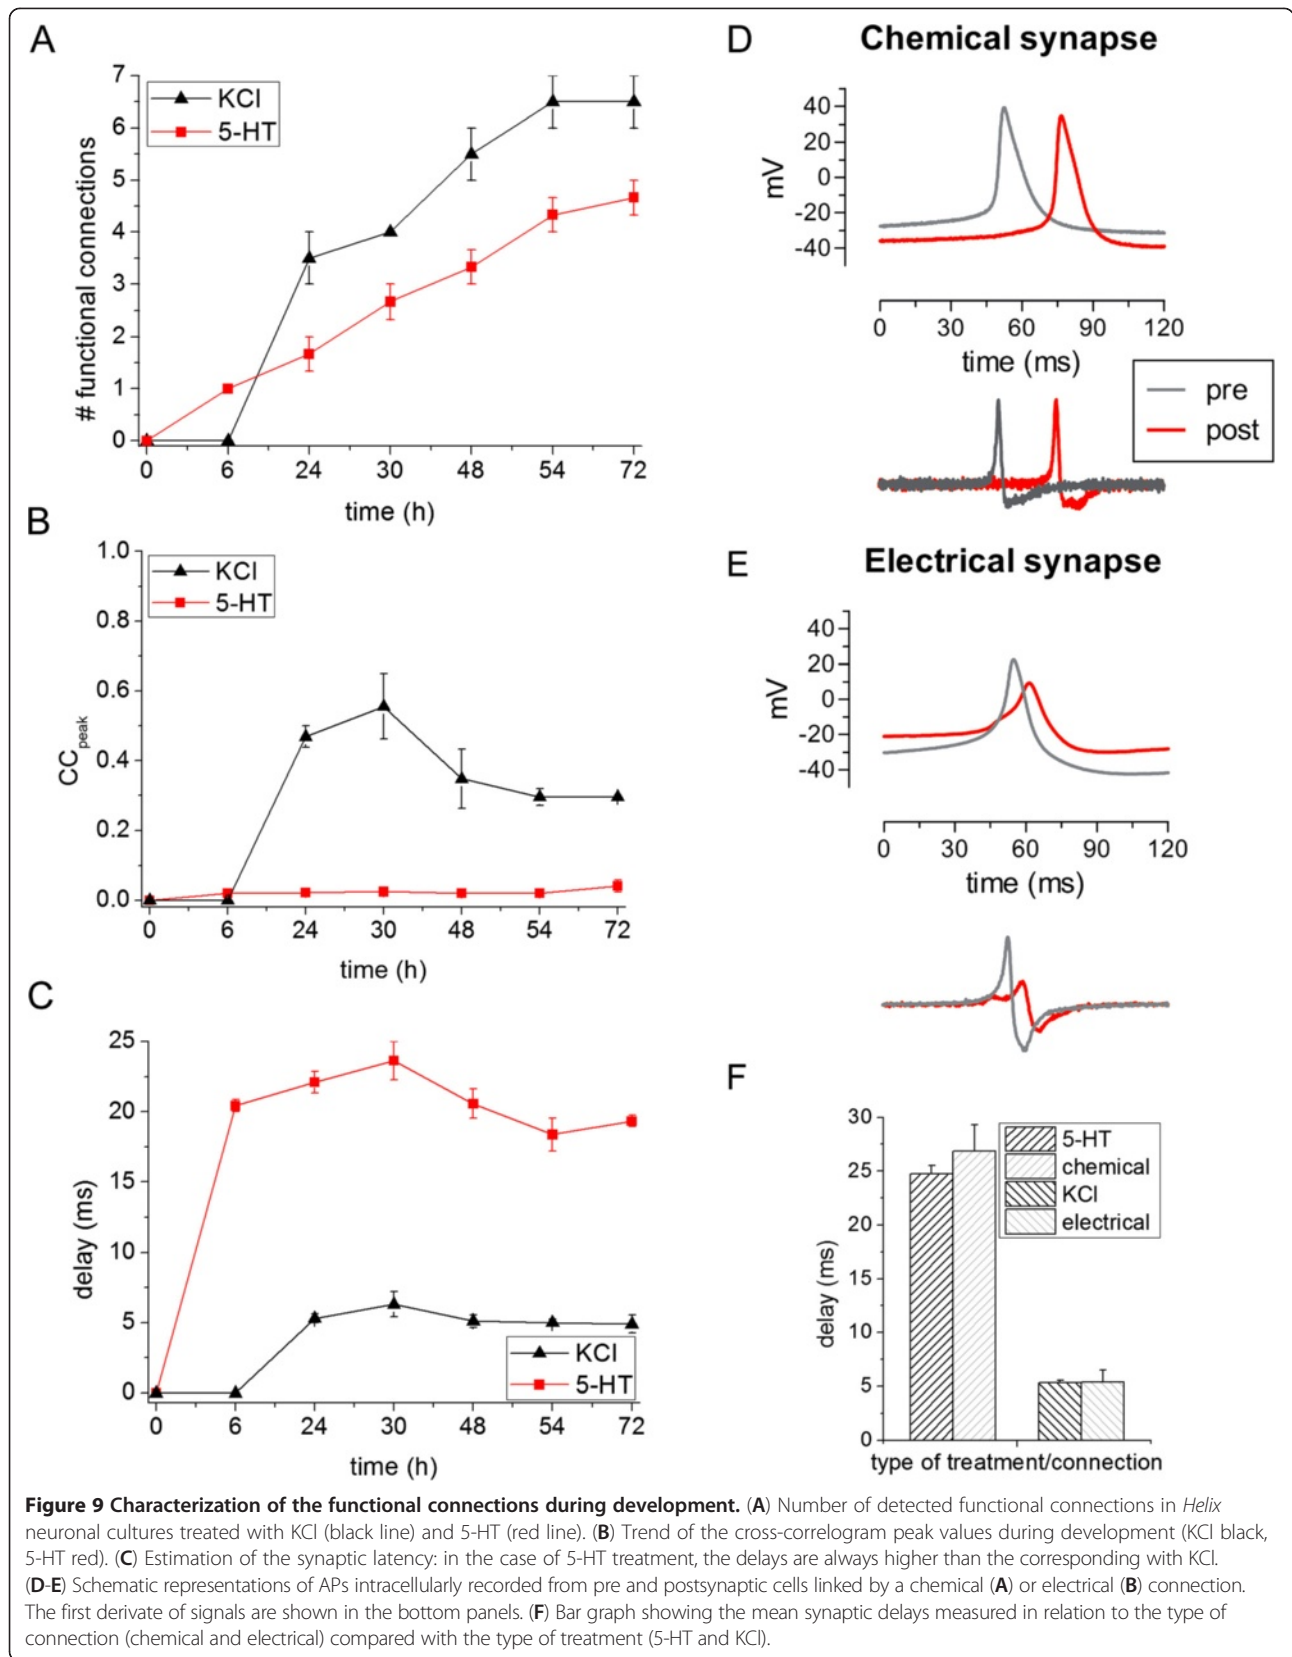 A
7
6
5
4
3
2
1
0
# functional connections
KCl
5-HT
0 6 24 30 48 54 72
time (h)
B
1.0
0.8
0.6
0.4
0.2
0.0
CCpeak
KCl
5-HT
0 6 24 30 48 54 72
time (h)
C
25
20
15
10
5
0
delay (ms)
KCl
5-HT
0 6 24 30 48 54 72
time (h)
D
Chemical synapse
40
20
0
-20
-40
mV
0 30 60 90 120
time (ms)
pre
post
E
Electrical synapse
40
20
0
-20
-40
mV
0 30 60 90 120
time (ms)
F
30
25
20
15
10
5
0
delay (ms)
5-HT
chemical
KCl
electrical
type of treatment/connection
Figure 9 Characterization of the functional connections during development. (A) Number of detected functional connections in Helix
neuronal cultures treated with KCl (black line) and 5-HT (red line). (B) Trend of the cross-correlogram peak values during development (KCl black,
5-HT red). (C) Estimation of the synaptic latency: in the case of 5-HT treatment, the delays are always higher than the corresponding with KCl.
(D-E) Schematic representations of APs intracellularly recorded from pre and postsynaptic cells linked by a chemical (A) or electrical (B) connection.
The first derivate of signals are shown in the bottom panels. (F) Bar graph showing the mean synaptic delays measured in relation to the type of
connection (chemical and electrical) compared with the type of treatment (5-HT and KCl).